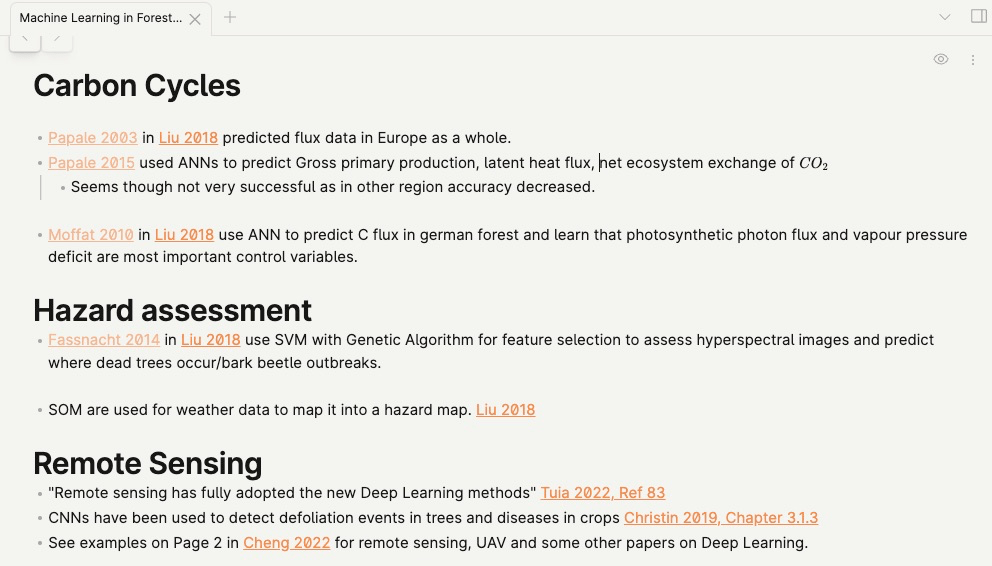 Machine Learning in Forest...
Carbon Cycles
Papale 2003 in Liu 2018 predicted flux data in Europe as a whole.
Papale 2015 used ANNs to predict Gross primary production, latent heat flux, net ecosystem exchange of CO₂
Seems though not very successful as in other region accuracy decreased.
Moffat 2010 in Liu 2018 use ANN to predict C flux in german forest and learn that photosynthetic photon flux and vapour pressure
deficit are most important control variables.
Hazard assessment
Fassnacht 2014 in Liu 2018 use SVM with Genetic Algorithm for feature selection to assess hyperspectral images and predict
where dead trees occur/bark beetle outbreaks.
SOM are used for weather data to map it into a hazard map. Liu 2018
Remote Sensing
"Remote sensing has fully adopted the new Deep Learning methods" Tuia 2022, Ref 83
CNNs have been used to detect defoliation events in trees and diseases in crops Christin 2019, Chapter 3.1.3
See examples on Page 2 in Cheng 2022 for remote sensing, UAV and some other papers on Deep Learning.